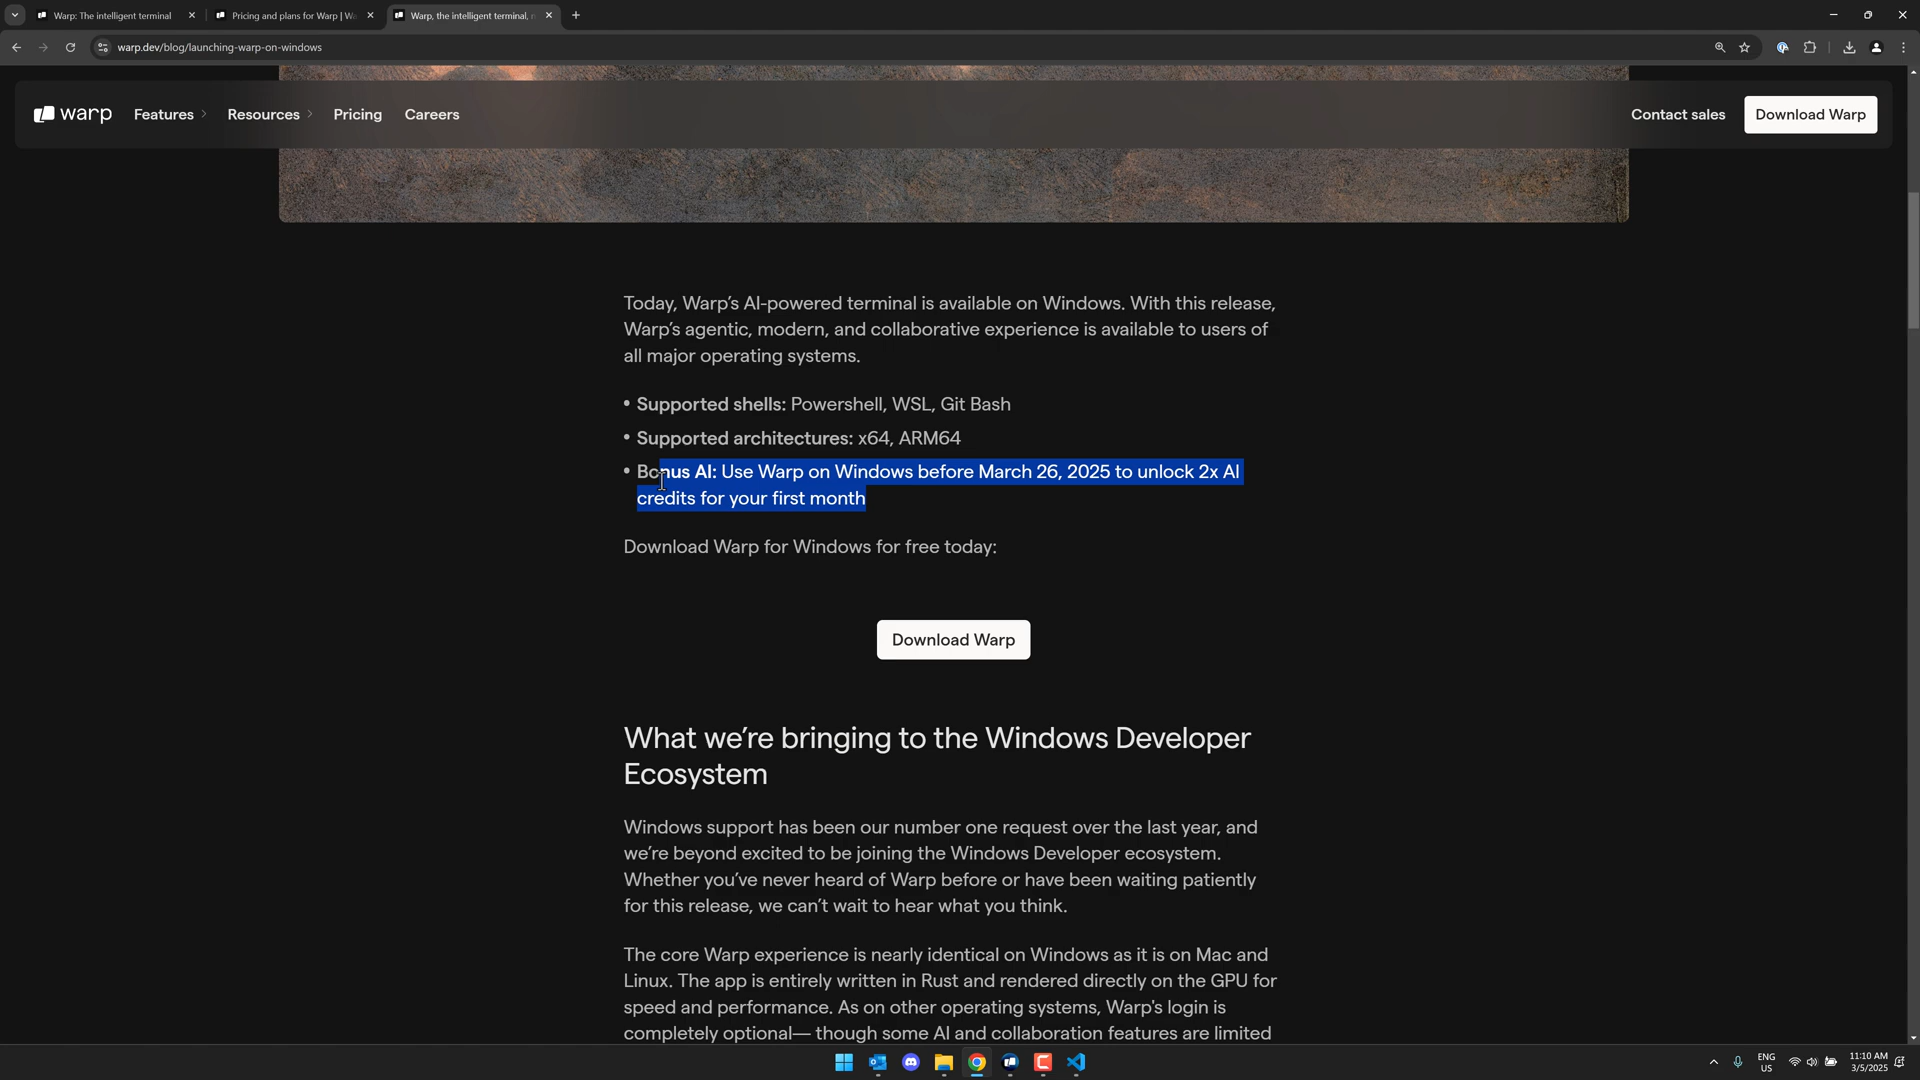 Warp: The intelligent terminal
Pricing and plans for Warp | W
Warp, the intelligent terminal, n
warp.dev/blog/launching-warp-on-windows
warp
Features
Resources
Pricing
Careers
Contact sales
Download Warp
Today, Warp’s AI-powered terminal is available on Windows. With this release,
Warp’s agentic, modern, and collaborative experience is available to users of
all major operating systems.
• Supported shells: Powershell, WSL, Git Bash
• Supported architectures: x64, ARM64
• Bonus AI: Use Warp on Windows before March 26, 2025 to unlock 2x AI
credits for your first month
Download Warp for Windows for free today:
Download Warp
What we’re bringing to the Windows Developer
Ecosystem
Windows support has been our number one request over the last year, and
we’re beyond excited to be joining the Windows Developer ecosystem.
Whether you’ve never heard of Warp before or have been waiting patiently
for this release, we can’t wait to hear what you think.
The core Warp experience is nearly identical on Windows as it is on Mac and
Linux. The app is entirely written in Rust and rendered directly on the GPU for
speed and performance. As on other operating systems, Warp's login is
completely optional— though some AI and collaboration features are limited
ENG
US
11:10 AM
3/5/2025